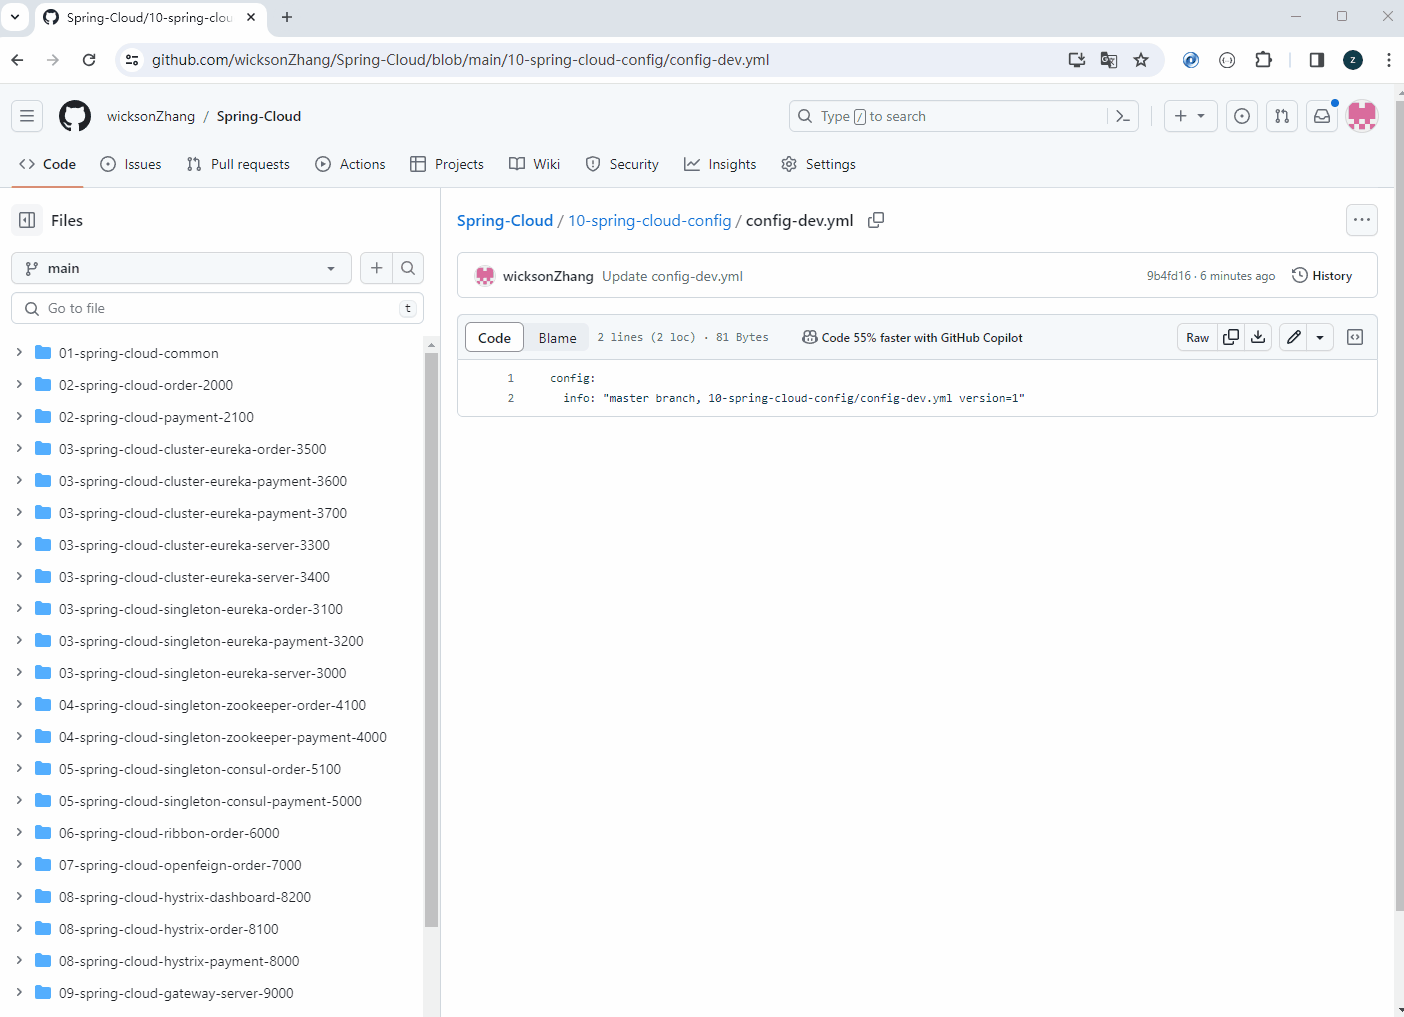 Spring-Cloud/10-spring-clou
github.com/wicksonZhang/Spring-Cloud/blob/main/10-spring-cloud-config/config-dev.yml
z
wicksonZhang / Spring-Cloud
Type / to search
Code
Issues
Pull requests
Actions
Projects
Wiki
Security
Insights
Settings
Files
main
Go to file
t
01-spring-cloud-common
02-spring-cloud-order-2000
02-spring-cloud-payment-2100
03-spring-cloud-cluster-eureka-order-3500
03-spring-cloud-cluster-eureka-payment-3600
03-spring-cloud-cluster-eureka-payment-3700
03-spring-cloud-cluster-eureka-server-3300
03-spring-cloud-cluster-eureka-server-3400
03-spring-cloud-singleton-eureka-order-3100
03-spring-cloud-singleton-eureka-payment-3200
03-spring-cloud-singleton-eureka-server-3000
04-spring-cloud-singleton-zookeeper-order-4100
04-spring-cloud-singleton-zookeeper-payment-4000
05-spring-cloud-singleton-consul-order-5100
05-spring-cloud-singleton-consul-payment-5000
06-spring-cloud-ribbon-order-6000
07-spring-cloud-openfeign-order-7000
08-spring-cloud-hystrix-dashboard-8200
08-spring-cloud-hystrix-order-8100
08-spring-cloud-hystrix-payment-8000
09-spring-cloud-gateway-server-9000
Spring-Cloud / 10-spring-cloud-config / config-dev.yml
wicksonZhang Update config-dev.yml
9b4fd16 · 6 minutes ago
History
Code
Blame
2 lines (2 loc) · 81 Bytes
Code 55% faster with GitHub Copilot
Raw
1 config:
2 info: "master branch, 10-spring-cloud-config/config-dev.yml version=1"